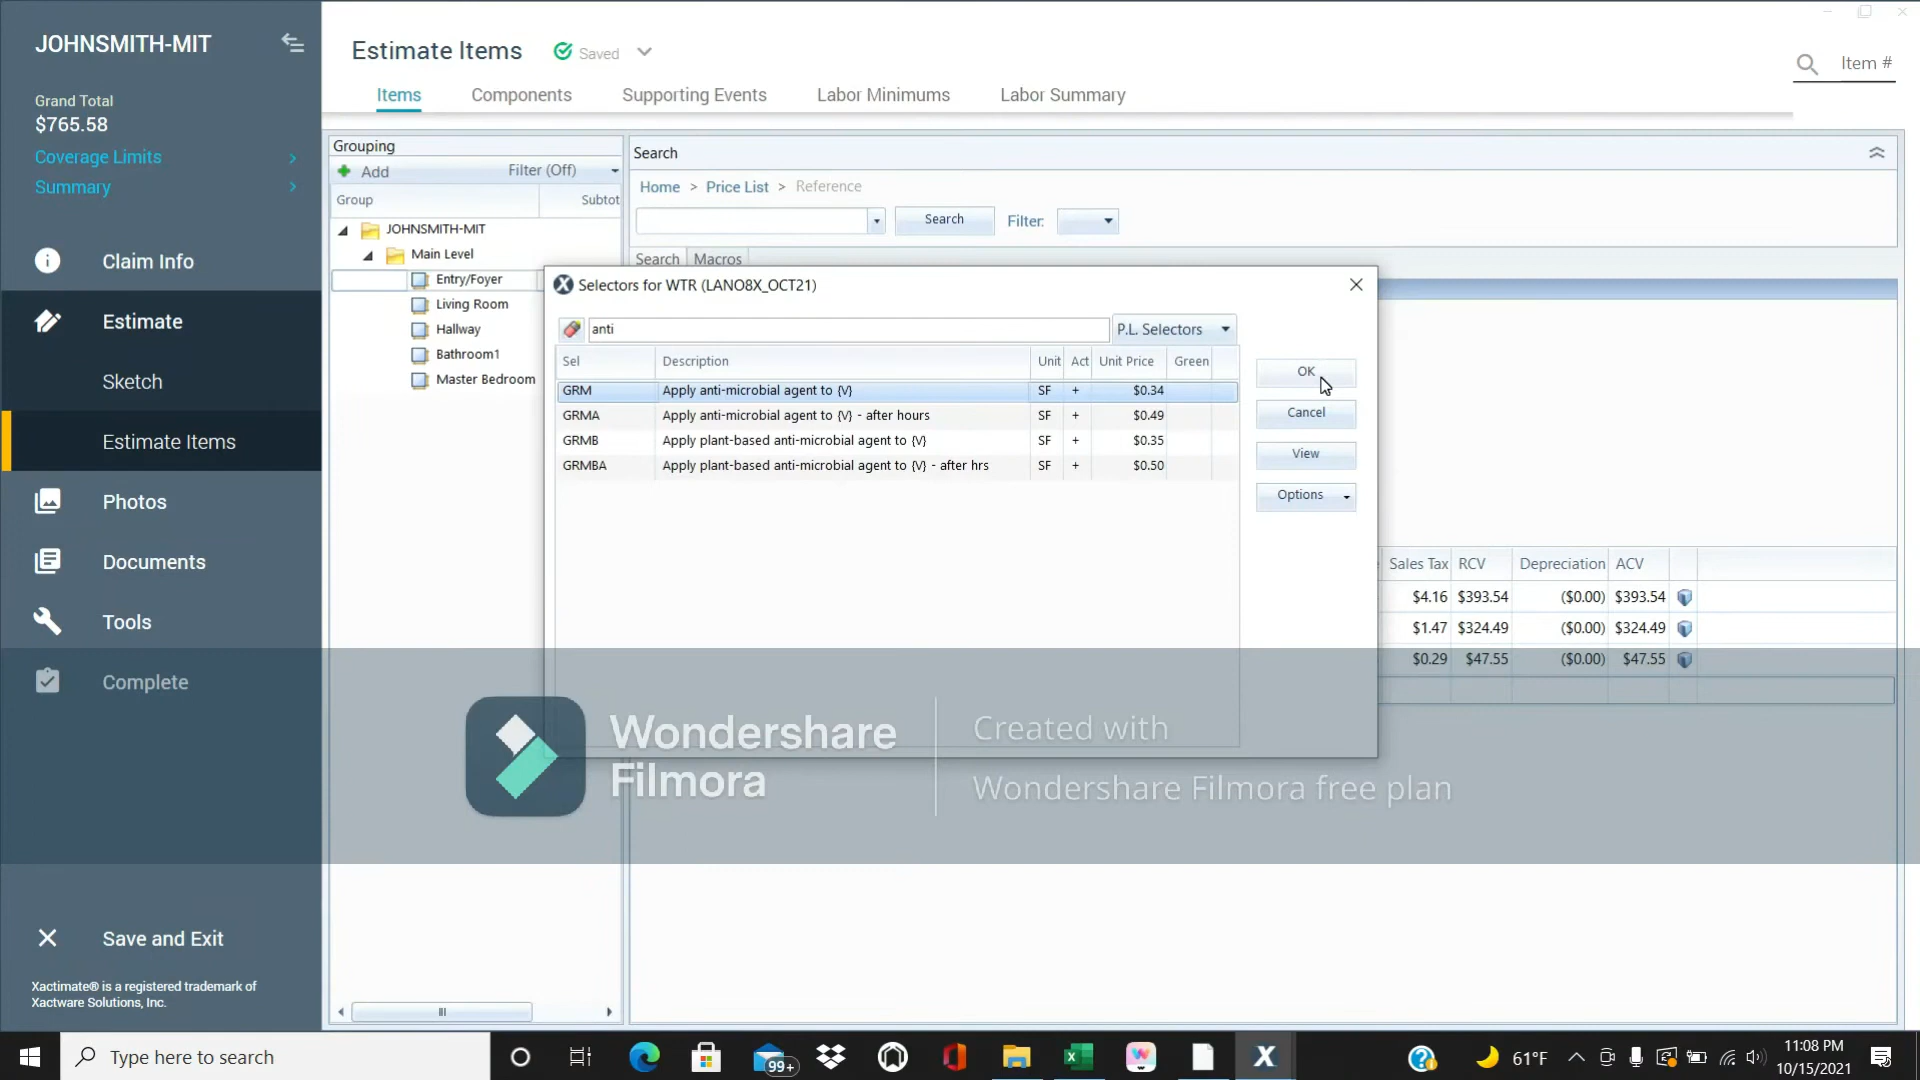 JOHNSMITH-MIT
Grand Total
$765.58
Coverage Limits
Summary
Claim Info
Estimate
Sketch
Estimate Items
Photos
Documents
Tools
Complete
Save and Exit
Xactimate® is a registered trademark of
Xactware Solutions, Inc.
Estimate Items
Saved
Item #
Items
Components
Supporting Events
Labor Minimums
Labor Summary
Grouping
Add
Filter (Off)
Group
Subtot
JOHNSMITH-MIT
Main Level
Entry/Foyer
Living Room
Hallway
Bathroom1
Master Bedroom
Search
Home > Price List > Reference
Search
Filter:
Search
Macros
Selectors for WTR (LANO8X_OCT21)
anti
P.L. Selectors
Sel Description Unit Act Unit Price Green
GRM Apply anti-microbial agent to {V} SF + $0.34
GRMA Apply anti-microbial agent to {V} - after hours SF + $0.49
GRMB Apply plant-based anti-microbial agent to {V} SF + $0.35
GRMBA Apply plant-based anti-microbial agent to {V} - after hrs SF + $0.50
OK
Cancel
View
Options
Sales Tax RCV Depreciation ACV
$4.16 $393.54 ($0.00) $393.54
$1.47 $324.49 ($0.00) $324.49
$0.29 $47.55 ($0.00) $47.55
Wondershare
Filmora
Created with
Wondershare Filmora free plan
Type here to search
99+
61°F
11:08 PM
10/15/2021